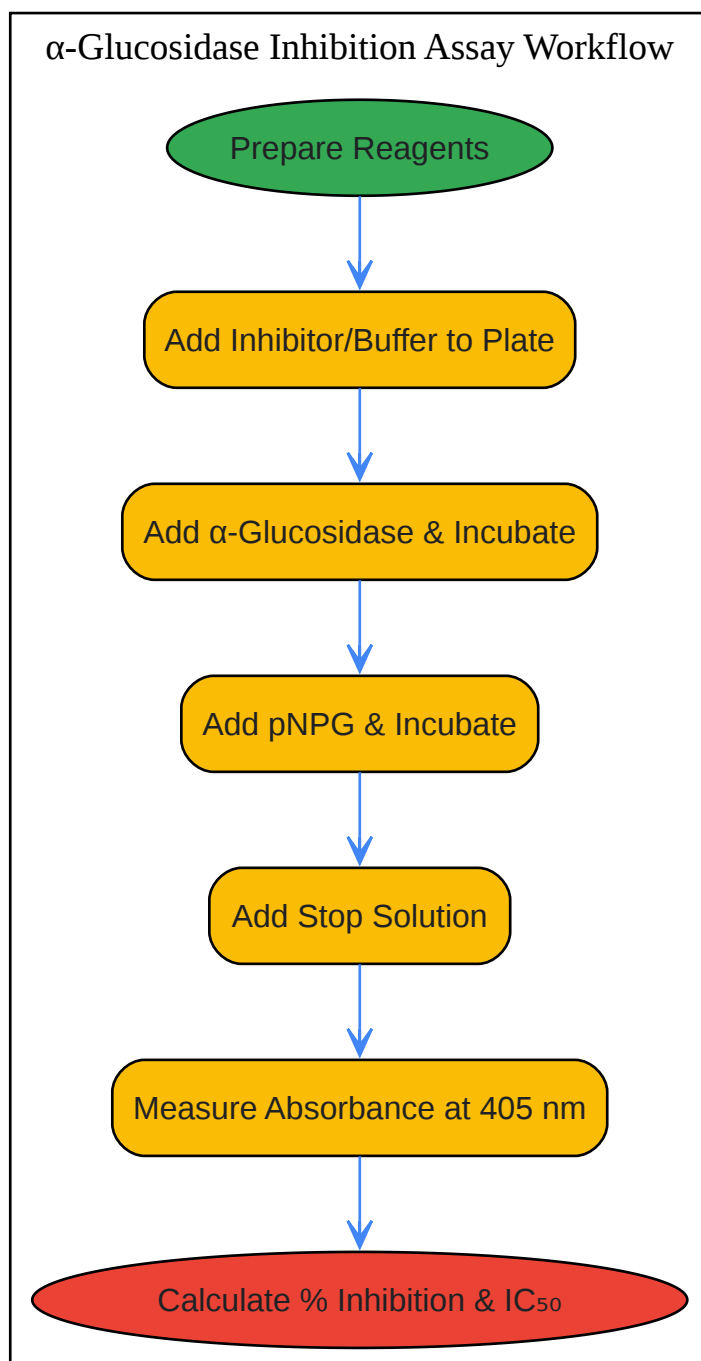 α-Glucosidase Inhibition Assay Workflow
Prepare Reagents
Add Inhibitor/Buffer to Plate
Add α-Glucosidase & Incubate
Add pNPG & Incubate
Add Stop Solution
Measure Absorbance at 405 nm
Calculate % Inhibition & IC₅₀